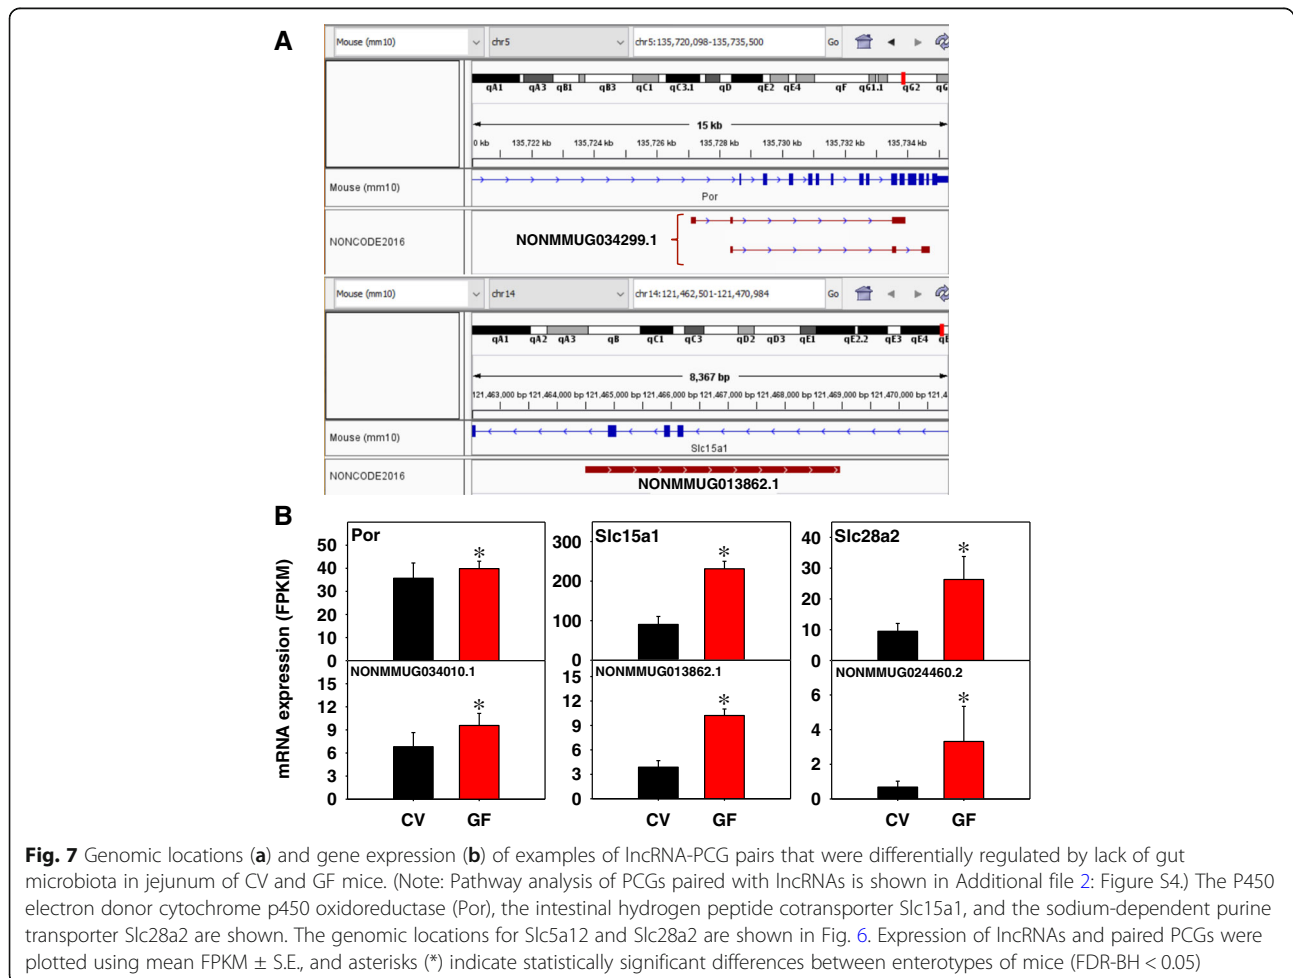 A
Mouse (mm10) chr5 chr5:135,720,098-135,735,500 Go
qA1 qA3 qB1 qB3 qC1 qC3.1 qD qE2 qE4 qF qG1.1 qG2 qG
15 kb
0 kb 135,722 kb 135,724 kb 135,726 kb 135,728 kb 135,730 kb 135,732 kb 135,734 kb
Mouse (mm10)
Por
NONCODE2016
NONMMUG034299.1
Mouse (mm10) chr14 chr14:121,462,501-121,470,984 Go
qA1 qA2 qA3 qB qC1 qC3 qD2 qD3 qE1 qE2.2 qE3 qE4 qE
8,367 bp
121,463,000 bp 121,464,000 bp 121,465,000 bp 121,466,000 bp 121,467,000 bp 121,468,000 bp 121,469,000 bp 121,470,000 bp 121,4
Mouse (mm10)
Slc15a1
NONCODE2016
NONMMUG013862.1
B
mRNA expression (FPKM)
Por
50
40
30
20
10
0
*
Slc15a1
300
200
100
0
*
Slc28a2
40
30
20
10
0
*
NONMMUG034010.1
15
12
9
6
3
0
*
CV GF
NONMMUG013862.1
15
12
9
6
3
0
*
CV GF
NONMMUG024460.2
6
4
2
0
*
CV GF
Fig. 7 Genomic locations (a) and gene expression (b) of examples of lncRNA-PCG pairs that were differentially regulated by lack of gut
microbiota in jejunum of CV and GF mice. (Note: Pathway analysis of PCGs paired with lncRNAs is shown in Additional file 2: Figure S4.) The P450
electron donor cytochrome p450 oxidoreductase (Por), the intestinal hydrogen peptide cotransporter Slc15a1, and the sodium-dependent purine
transporter Slc28a2 are shown. The genomic locations for Slc5a12 and Slc28a2 are shown in Fig. 6. Expression of lncRNAs and paired PCGs were
plotted using mean FPKM ± S.E., and asterisks (*) indicate statistically significant differences between enterotypes of mice (FDR-BH < 0.05)